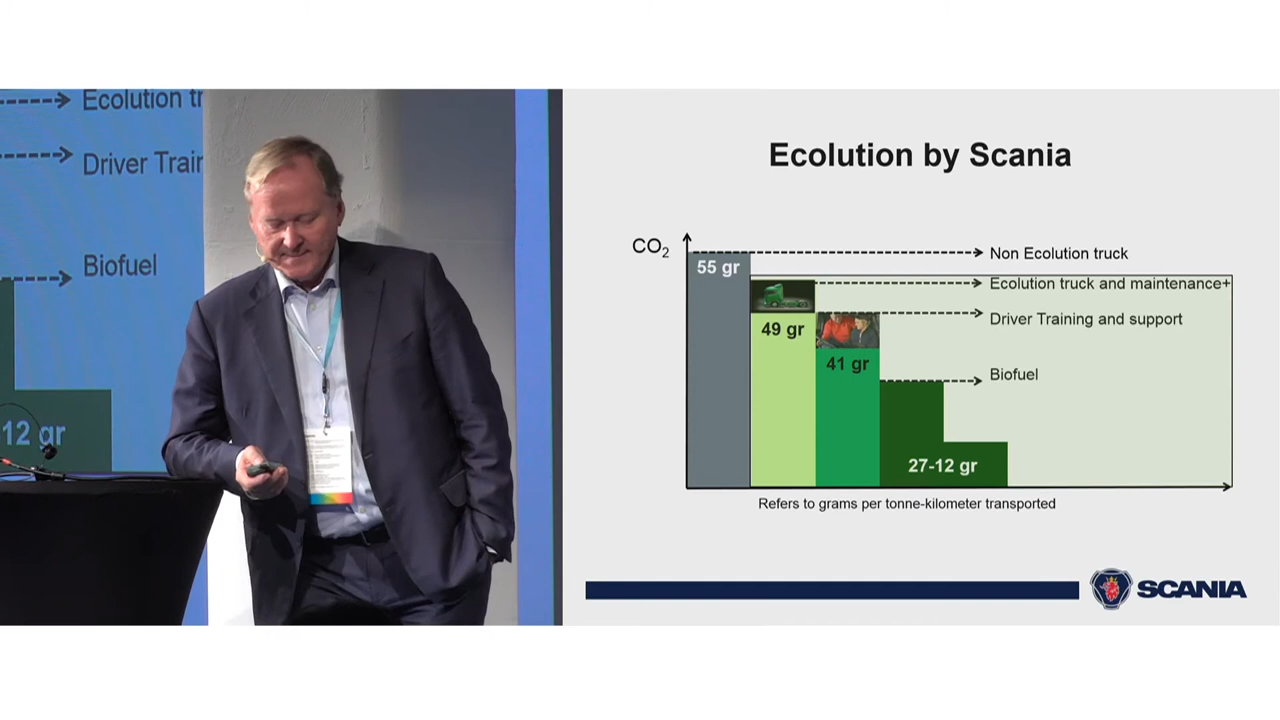 Ecolution tr
Driver Train
Biofuel
12 gr
Ecolution by Scania
CO2
55 gr
Non Ecolution truck
Ecolution truck and maintenance+
49 gr
Driver Training and support
41 gr
Biofuel
27-12 gr
Refers to grams per tonne-kilometer transported
SCANIA